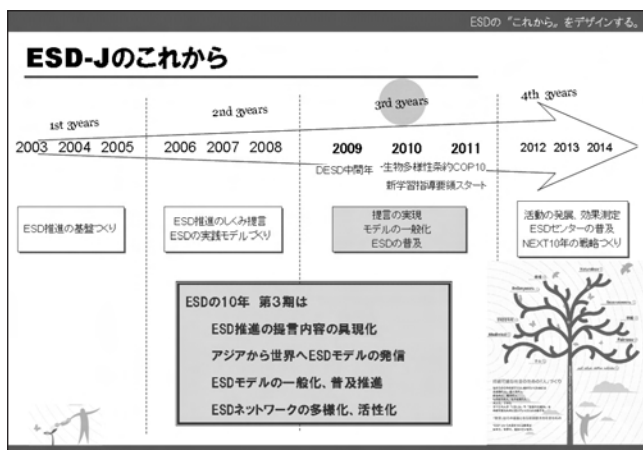 ESDの〝これから〟をデザインする。
ESD-Jのこれから
1st 3years
2nd 3years
3rd 3years
4th 3years
2003 2004 2005
2006 2007 2008
2009 2010 2011
2012 2013 2014
DESD中間年
-生物多様性条約COP10
新学習指導要領スタート
ESD推進の基盤づくり
ESD推進のしくみ提言
ESDの実践モデルづくり
提言の実現
モデルの一般化
ESDの普及
活動の発展、効果測定
ESDセンターの普及
NEXT10年の戦略づくり
ESDの10年 第3期は
ESD推進の提言内容の具現化
アジアから世界へESDモデルの発信
ESDモデルの一般化、普及推進
ESDネットワークの多様化、活性化